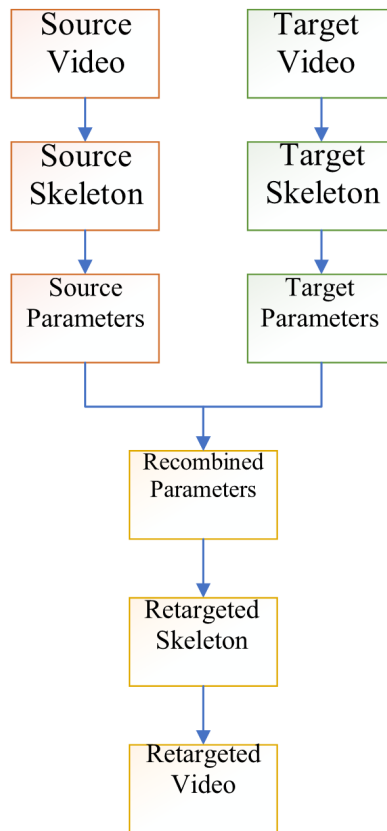 Source
Video
Target
Video
Source
Skeleton
Target
Skeleton
Source
Parameters
Target
Parameters
Recombined
Parameters
Retargeted
Skeleton
Retargeted
Video